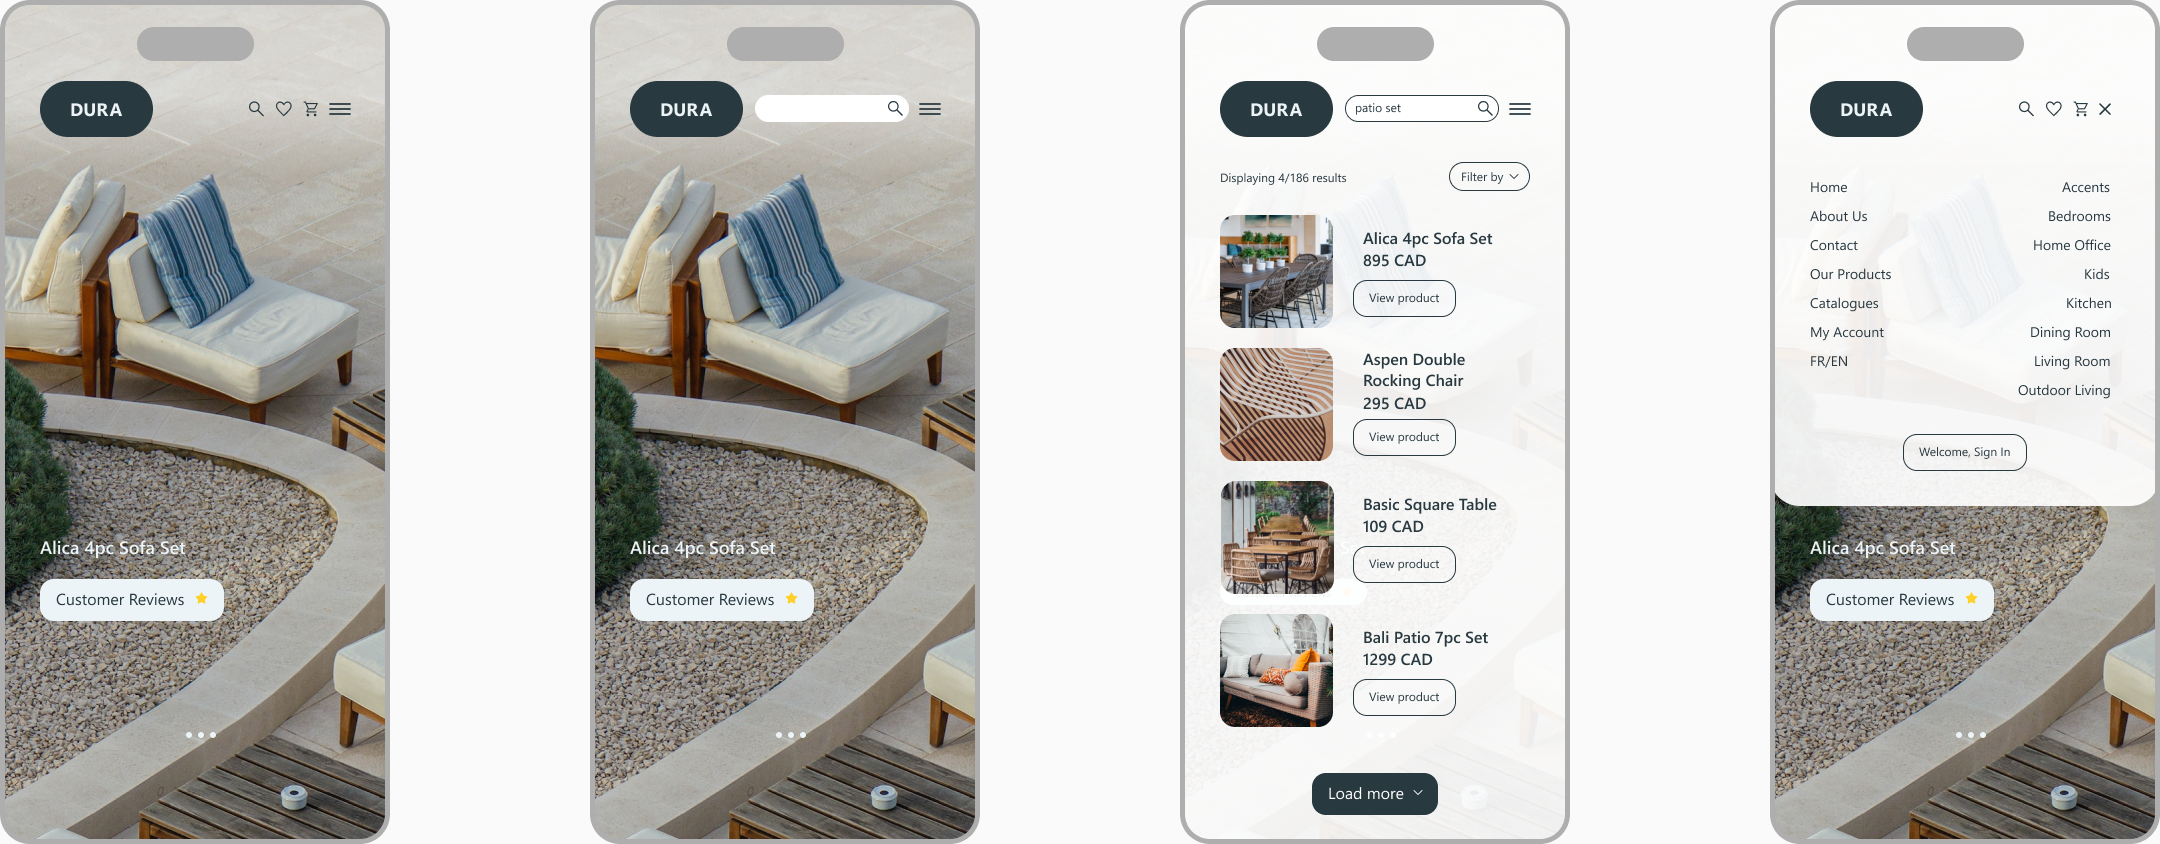 DURA
Alica 4pc Sofa Set
Customer Reviews
DURA
Alica 4pc Sofa Set
Customer Reviews
DURA
patio set
Displaying 4/186 results
Filter by
Alica 4pc Sofa Set
895 CAD
View product
Aspen Double
Rocking Chair
295 CAD
View product
Basic Square Table
109 CAD
View product
Bali Patio 7pc Set
1299 CAD
View product
Load more
DURA
Home
About Us
Contact
Our Products
Catalogues
My Account
FR/EN
Accents
Bedrooms
Home Office
Kids
Kitchen
Dining Room
Living Room
Outdoor Living
Welcome, Sign In
Alica 4pc Sofa Set
Customer Reviews